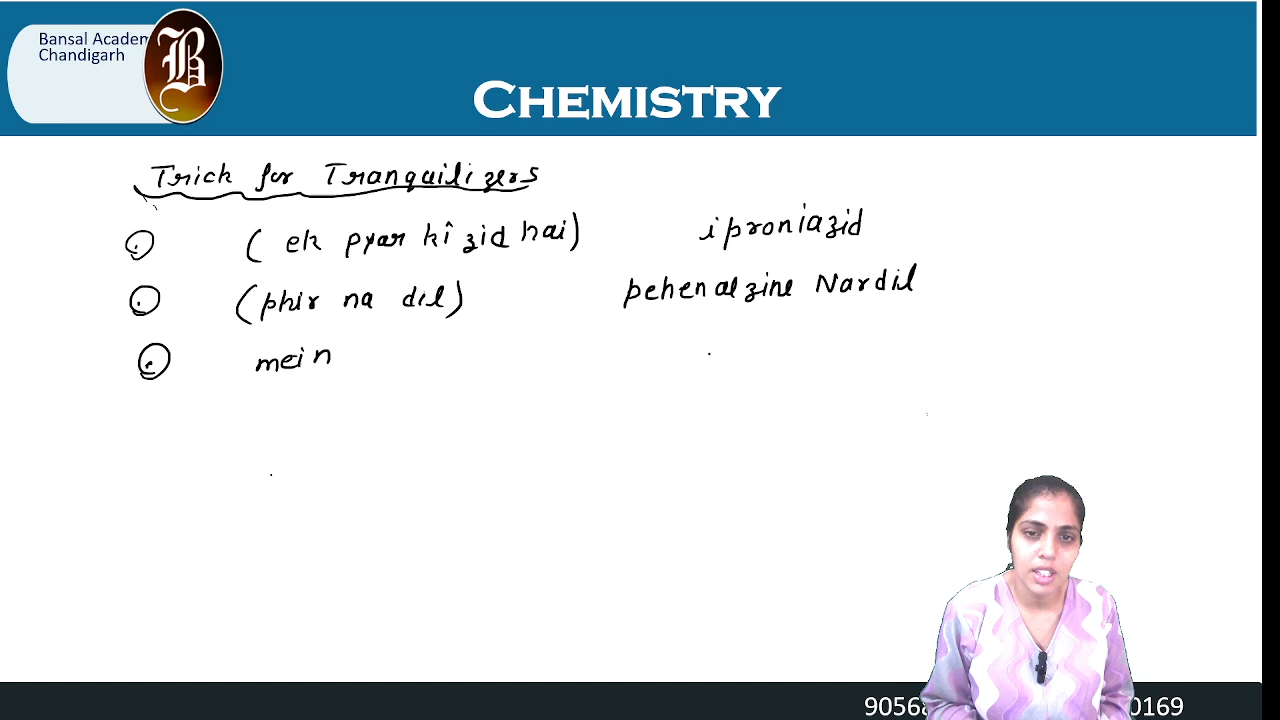 Bansal Academ
Chandigarh
CHEMISTRY
Trick for Tranquilizers
(ek pyar ki zid hai) iproniazid
(phir na dil) pehenalzine Nardil
mein
9056 0169